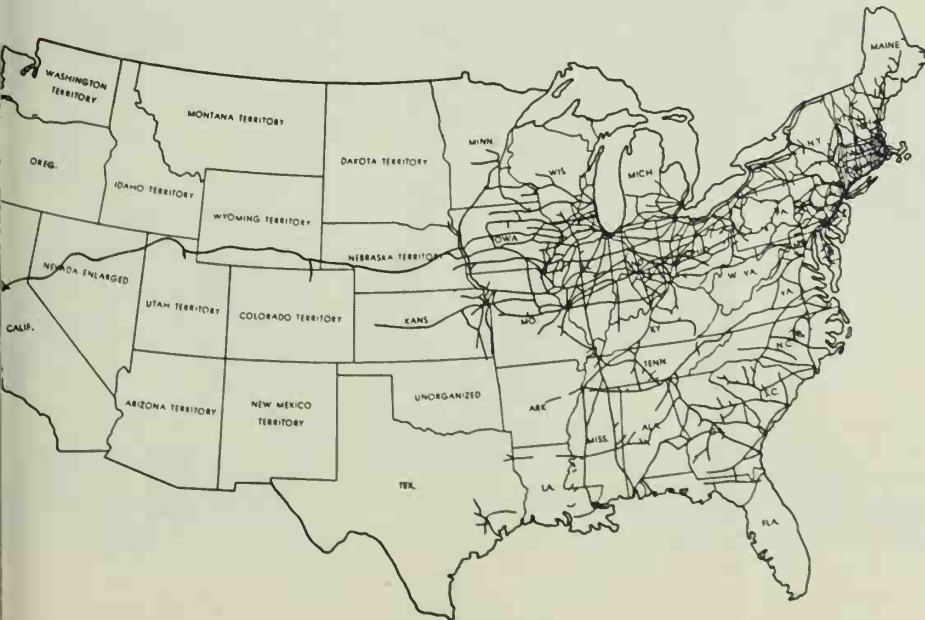 MAINE
WASHINGTON
TERRITORY
MONTANA TERRITORY
MINN.
N.Y.
DAKOTA TERRITORY
OREG.
WIS.
MICH.
IDAHO TERRITORY
WYOMING TERRITORY
IOWA
NEBRASKA TERRITORY
NEVADA ENLARGED
W. VA.
VA.
UTAH TERRITORY
COLORADO TERRITORY
KANS.
MO.
KY.
CALIF.
N.C.
TENN.
S.C.
ARIZONA TERRITORY
NEW MEXICO
TERRITORY
UNORGANIZED
ARK.
MISS.
ALA.
TEX.
LA.
FLA.